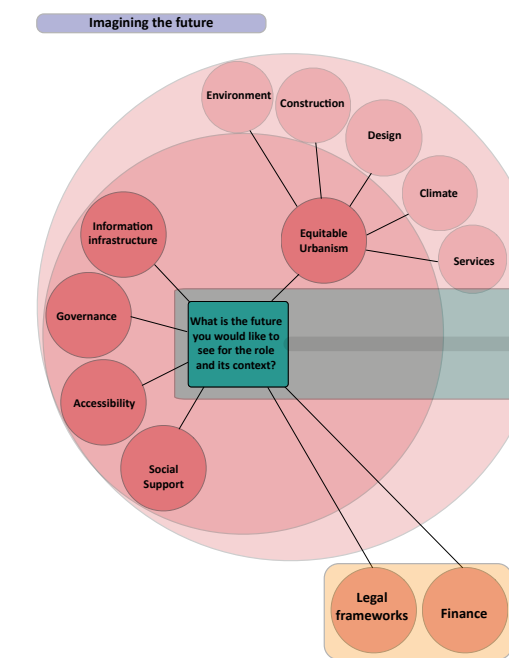 Imagining the future
Environment
Construction
Design
Climate
Services
Equitable
Urbanism
Information
infrastructure
Governance
Accessibility
Social
Support
What is the future
you would like to
see for the role
and its context?
Legal
frameworks
Finance